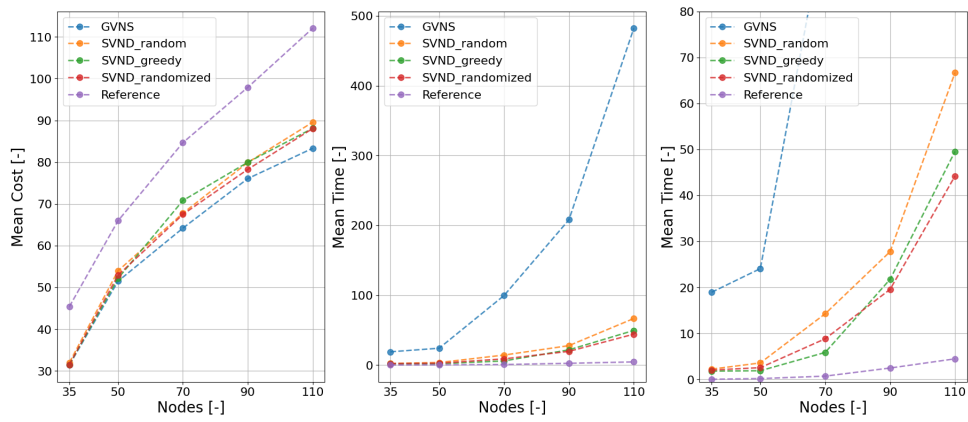 Mean Cost [-]
110
100
90
80
70
60
50
40
30
GVNS
SVND_random
SVND_greedy
SVND_randomized
Reference
35 50 70 90 110
Nodes [-]
Mean Time [-]
500
400
300
200
100
0
GVNS
SVND_random
SVND_greedy
SVND_randomized
Reference
35 50 70 90 110
Nodes [-]
Mean Time [-]
80
70
60
50
40
30
20
10
0
GVNS
SVND_random
SVND_greedy
SVND_randomized
Reference
35 50 70 90 110
Nodes [-]